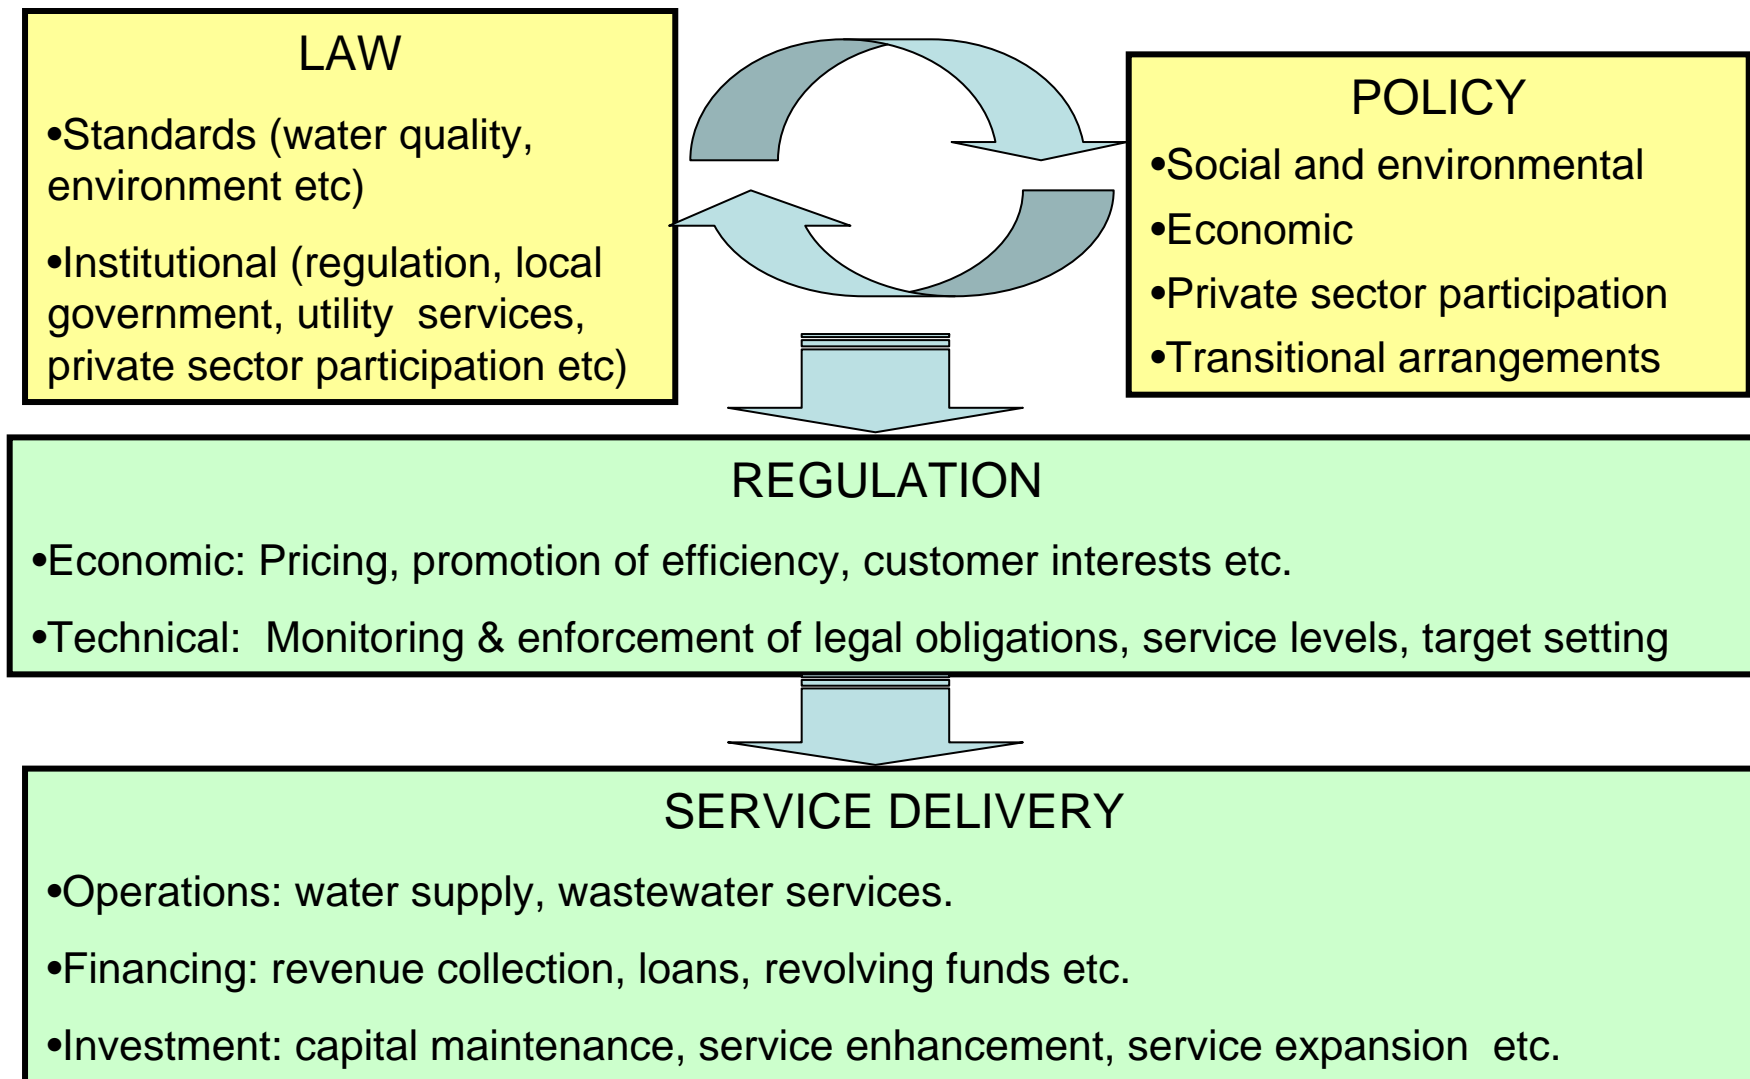 LAW
•Standards (water quality,
environment etc)
•Institutional (regulation, local
government, utility  services,
private sector participation etc)
POLICY
•Social and environmental
•Economic
•Private sector participation
•Transitional arrangements
REGULATION
•Economic: Pricing, promotion of efficiency, customer interests etc.
•Technical:  Monitoring & enforcement of legal obligations, service levels, target setting
SERVICE DELIVERY
•Operations: water supply, wastewater services.
•Financing: revenue collection, loans, revolving funds etc.
•Investment: capital maintenance, service enhancement, service expansion  etc.